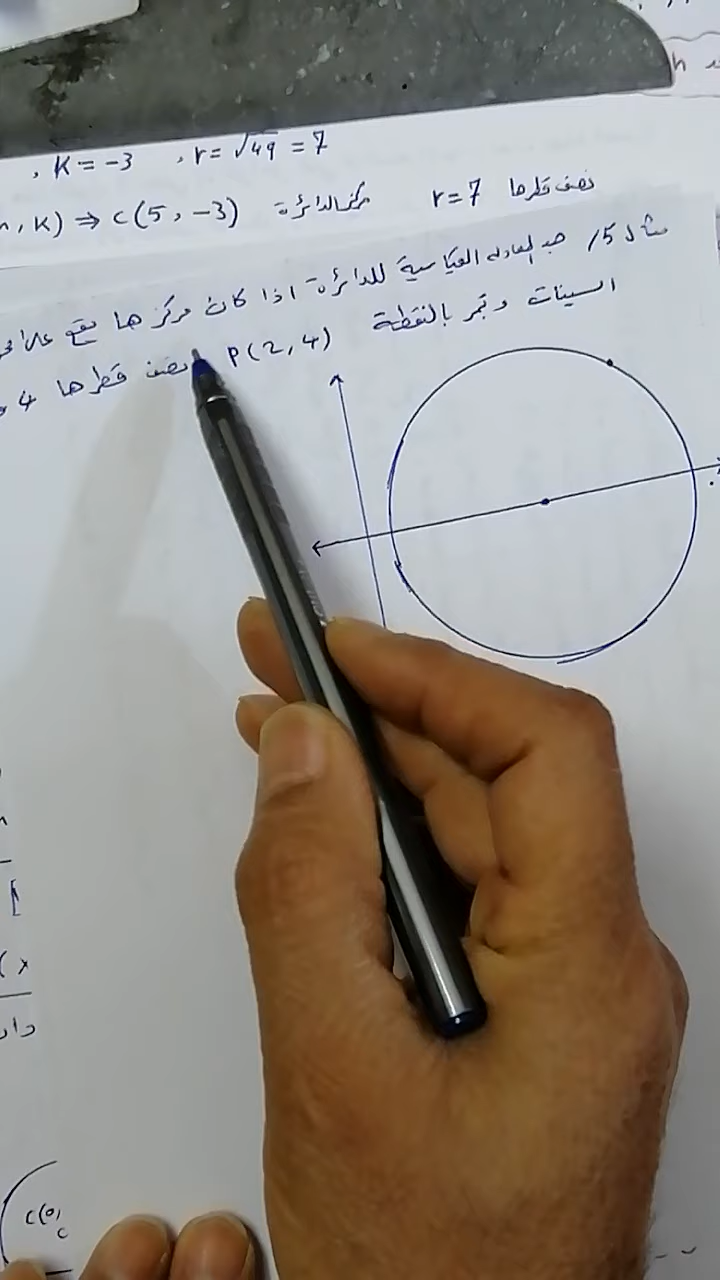 , K = -3 , r = √49 = 7
, K) ⇒ C(5, -3) مركز الدائرة r = 7 نصف قطرها
مثال 5/ جد المعادلة القياسية للدائرة اذا كان مركزها يقع على
السينات وتمر بالنقطة P(2,4) نصف قطرها 4
C(0,